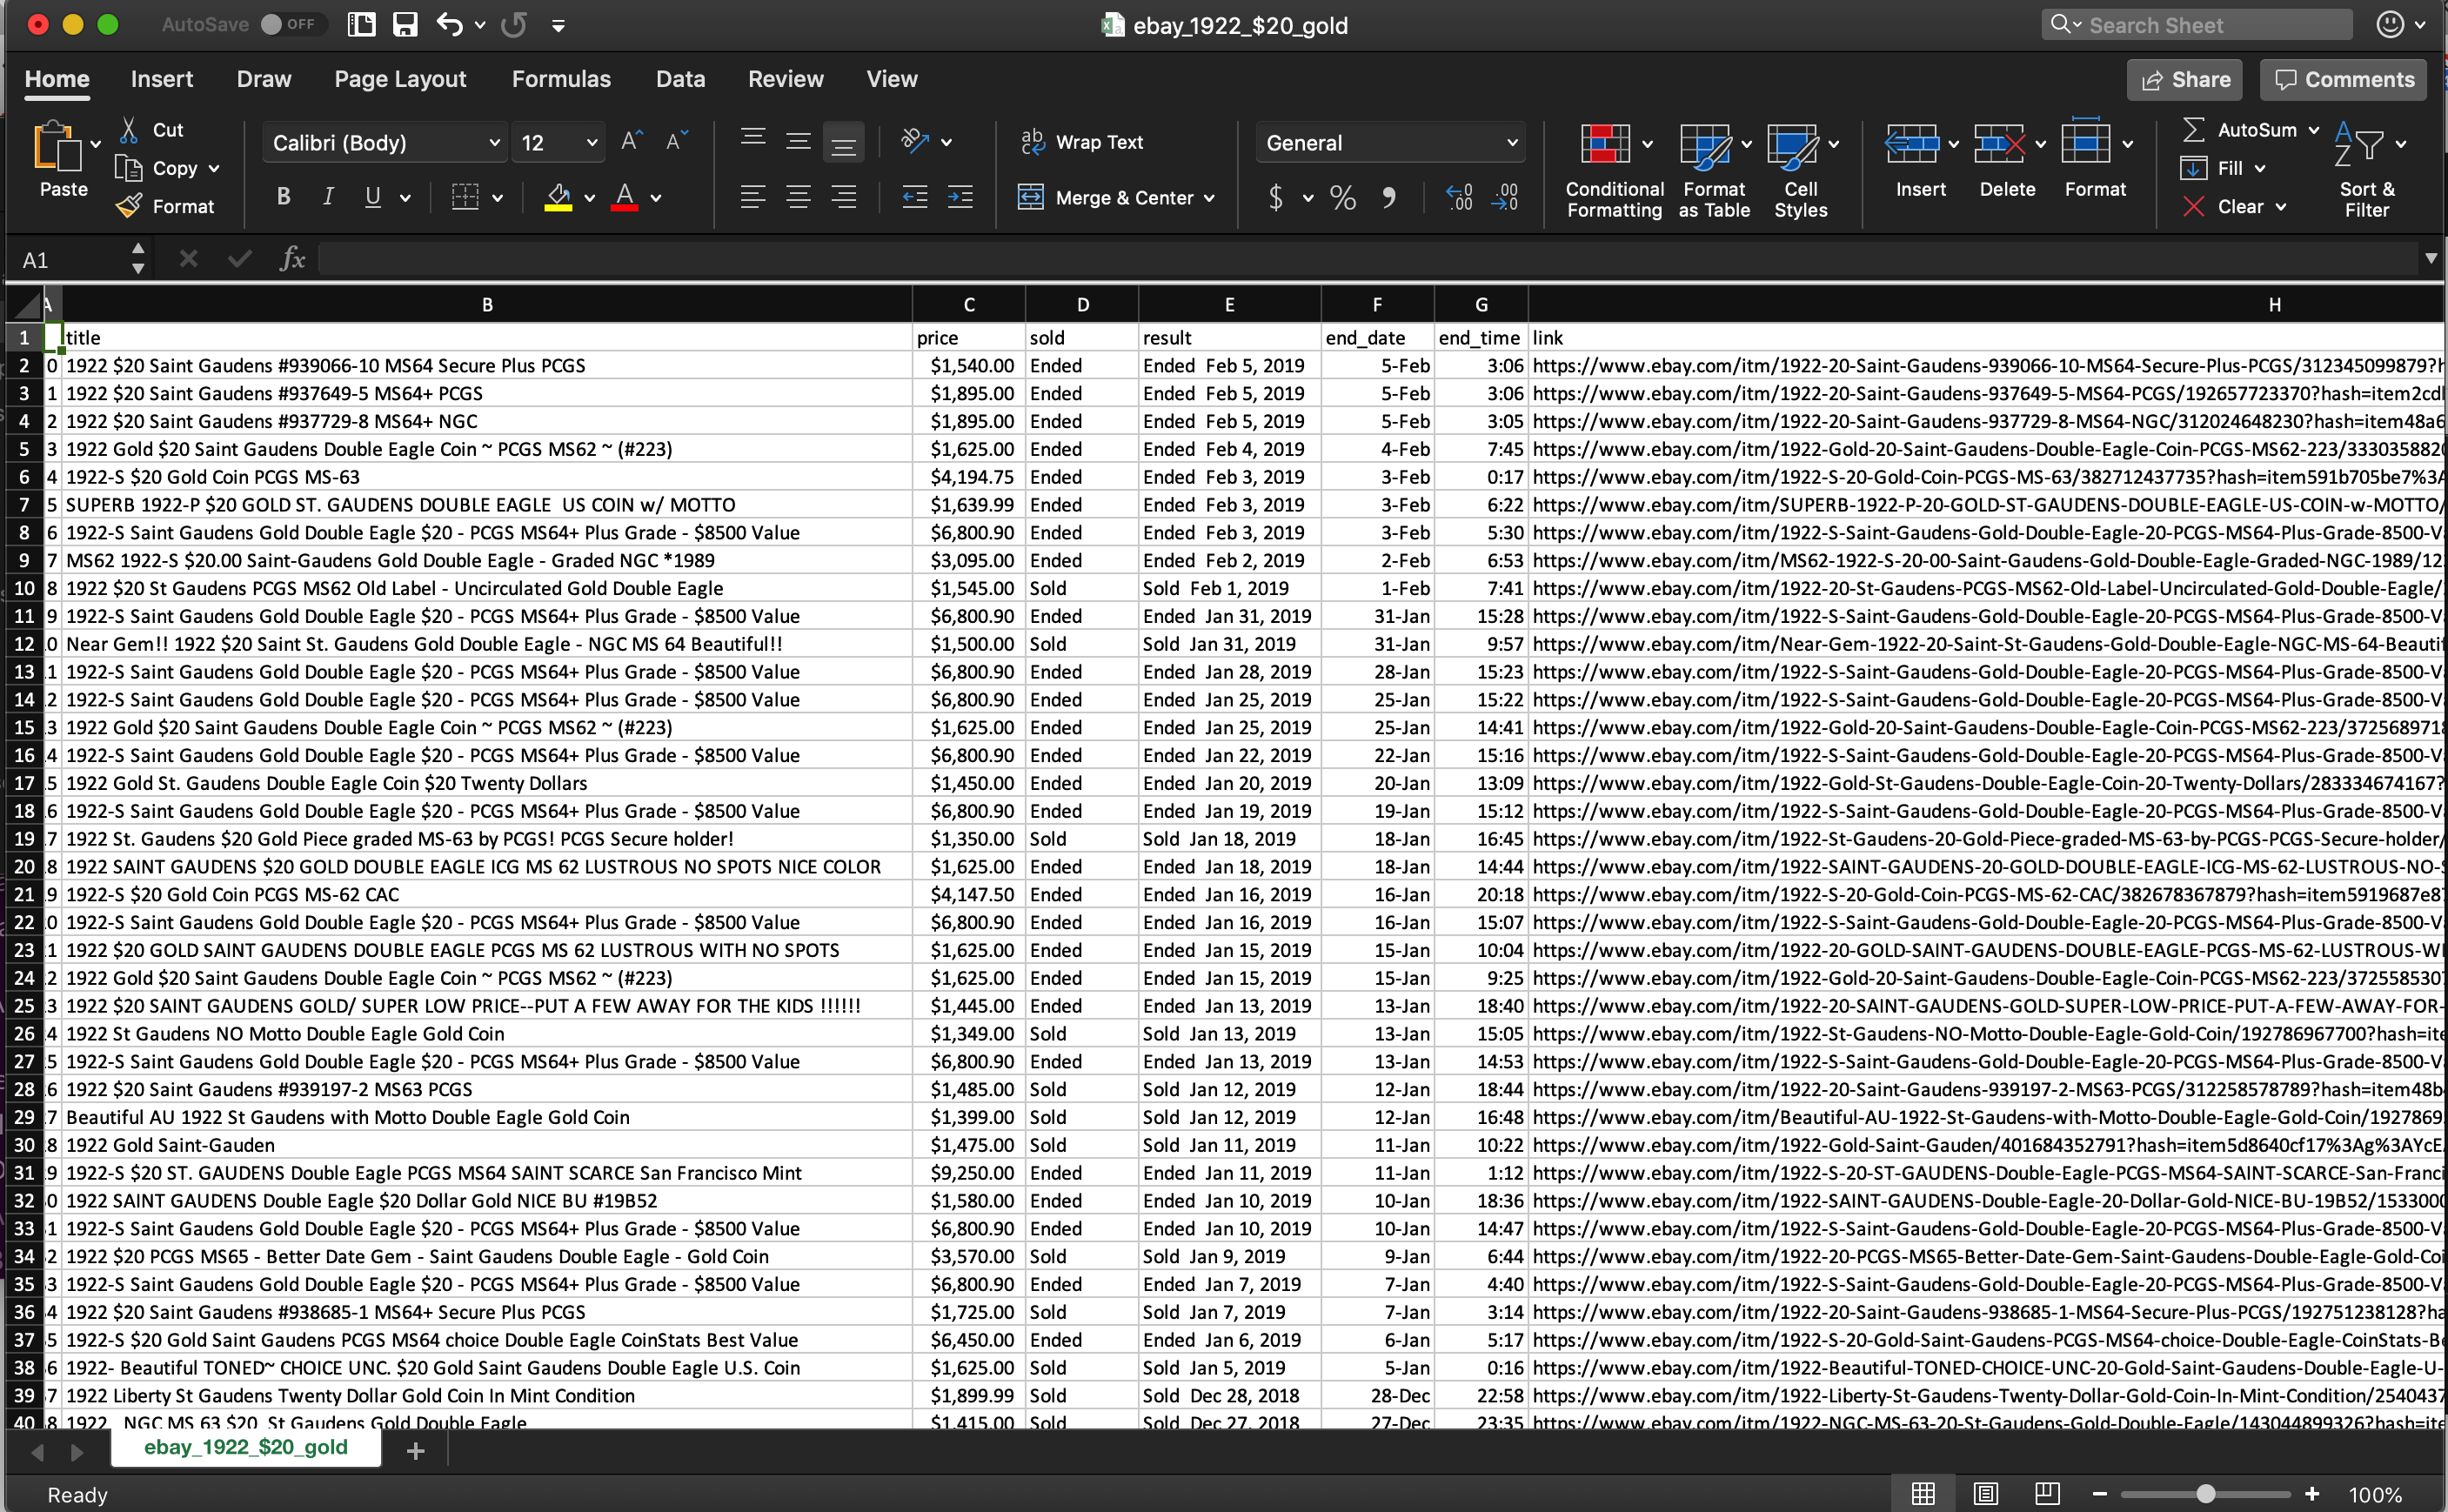 AutoSave OFF ebay_1922_$20_gold Search Sheet
Home Insert Draw Page Layout Formulas Data Review View Share Comments
Paste Cut Copy Format Calibri (Body) 12 Wrap Text Merge & Center General Conditional Formatting Format as Table Cell Styles Insert Delete Format AutoSum Fill Clear Sort & Filter
A1 fx
A B C D E F G H
1 title price sold result end_date end_time link
2 0 1922 $20 Saint Gaudens #939066-10 MS64 Secure Plus PCGS $1,540.00 Ended Ended Feb 5, 2019 5-Feb 3:06 https://www.ebay.com/itm/1922-20-Saint-Gaudens-939066-10-MS64-Secure-Plus-PCGS/312345099879?h
3 1 1922 $20 Saint Gaudens #937649-5 MS64+ PCGS $1,895.00 Ended Ended Feb 5, 2019 5-Feb 3:06 https://www.ebay.com/itm/1922-20-Saint-Gaudens-937649-5-MS64-PCGS/192657723370?hash=item2cd
4 2 1922 $20 Saint Gaudens #937729-8 MS64+ NGC $1,895.00 Ended Ended Feb 5, 2019 5-Feb 3:05 https://www.ebay.com/itm/1922-20-Saint-Gaudens-937729-8-MS64-NGC/312024648230?hash=item48a6
5 3 1922 Gold $20 Saint Gaudens Double Eagle Coin ~ PCGS MS62 ~ (#223) $1,625.00 Ended Ended Feb 4, 2019 4-Feb 7:45 https://www.ebay.com/itm/1922-Gold-20-Saint-Gaudens-Double-Eagle-Coin-PCGS-MS62-223/333035882
6 4 1922-S $20 Gold Coin PCGS MS-63 $4,194.75 Ended Ended Feb 3, 2019 3-Feb 0:17 https://www.ebay.com/itm/1922-S-20-Gold-Coin-PCGS-MS-63/382712437735?hash=item591b705be7%3A
7 5 SUPERB 1922-P $20 GOLD ST. GAUDENS DOUBLE EAGLE US COIN w/ MOTTO $1,639.99 Ended Ended Feb 3, 2019 3-Feb 6:22 https://www.ebay.com/itm/SUPERB-1922-P-20-GOLD-ST-GAUDENS-DOUBLE-EAGLE-US-COIN-w-MOTTO/
8 6 1922-S Saint Gaudens Gold Double Eagle $20 - PCGS MS64+ Plus Grade - $8500 Value $6,800.90 Ended Ended Feb 3, 2019 3-Feb 5:30 https://www.ebay.com/itm/1922-S-Saint-Gaudens-Gold-Double-Eagle-20-PCGS-MS64-Plus-Grade-8500-V
9 7 MS62 1922-S $20.00 Saint-Gaudens Gold Double Eagle - Graded NGC *1989 $3,095.00 Ended Ended Feb 2, 2019 2-Feb 6:53 https://www.ebay.com/itm/MS62-1922-S-20-00-Saint-Gaudens-Gold-Double-Eagle-Graded-NGC-1989/12
10 8 1922 $20 St Gaudens PCGS MS62 Old Label - Uncirculated Gold Double Eagle $1,545.00 Sold Sold Feb 1, 2019 1-Feb 7:41 https://www.ebay.com/itm/1922-20-St-Gaudens-PCGS-MS62-Old-Label-Uncirculated-Gold-Double-Eagle/
11 9 1922-S Saint Gaudens Gold Double Eagle $20 - PCGS MS64+ Plus Grade - $8500 Value $6,800.90 Ended Ended Jan 31, 2019 31-Jan 15:28 https://www.ebay.com/itm/1922-S-Saint-Gaudens-Gold-Double-Eagle-20-PCGS-MS64-Plus-Grade-8500-V
12 0 Near Gem!! 1922 $20 Saint St. Gaudens Gold Double Eagle - NGC MS 64 Beautiful!! $1,500.00 Sold Sold Jan 31, 2019 31-Jan 9:57 https://www.ebay.com/itm/Near-Gem-1922-20-Saint-St-Gaudens-Gold-Double-Eagle-NGC-MS-64-Beautif
13 1 1922-S Saint Gaudens Gold Double Eagle $20 - PCGS MS64+ Plus Grade - $8500 Value $6,800.90 Ended Ended Jan 28, 2019 28-Jan 15:23 https://www.ebay.com/itm/1922-S-Saint-Gaudens-Gold-Double-Eagle-20-PCGS-MS64-Plus-Grade-8500-V
14 2 1922-S Saint Gaudens Gold Double Eagle $20 - PCGS MS64+ Plus Grade - $8500 Value $6,800.90 Ended Ended Jan 25, 2019 25-Jan 15:22 https://www.ebay.com/itm/1922-S-Saint-Gaudens-Gold-Double-Eagle-20-PCGS-MS64-Plus-Grade-8500-V
15 3 1922 Gold $20 Saint Gaudens Double Eagle Coin ~ PCGS MS62 ~ (#223) $1,625.00 Ended Ended Jan 25, 2019 25-Jan 14:41 https://www.ebay.com/itm/1922-Gold-20-Saint-Gaudens-Double-Eagle-Coin-PCGS-MS62-223/372568971
16 4 1922-S Saint Gaudens Gold Double Eagle $20 - PCGS MS64+ Plus Grade - $8500 Value $6,800.90 Ended Ended Jan 22, 2019 22-Jan 15:16 https://www.ebay.com/itm/1922-S-Saint-Gaudens-Gold-Double-Eagle-20-PCGS-MS64-Plus-Grade-8500-V
17 5 1922 Gold St. Gaudens Double Eagle Coin $20 Twenty Dollars $1,450.00 Ended Ended Jan 20, 2019 20-Jan 13:09 https://www.ebay.com/itm/1922-Gold-St-Gaudens-Double-Eagle-Coin-20-Twenty-Dollars/283334674167?
18 6 1922-S Saint Gaudens Gold Double Eagle $20 - PCGS MS64+ Plus Grade - $8500 Value $6,800.90 Ended Ended Jan 19, 2019 19-Jan 15:12 https://www.ebay.com/itm/1922-S-Saint-Gaudens-Gold-Double-Eagle-20-PCGS-MS64-Plus-Grade-8500-V
19 7 1922 St. Gaudens $20 Gold Piece graded MS-63 by PCGS! PCGS Secure holder! $1,350.00 Sold Sold Jan 18, 2019 18-Jan 16:45 https://www.ebay.com/itm/1922-St-Gaudens-20-Gold-Piece-graded-MS-63-by-PCGS-PCGS-Secure-holder/
20 8 1922 SAINT GAUDENS $20 GOLD DOUBLE EAGLE ICG MS 62 LUSTROUS NO SPOTS NICE COLOR $1,625.00 Ended Ended Jan 18, 2019 18-Jan 14:44 https://www.ebay.com/itm/1922-SAINT-GAUDENS-20-GOLD-DOUBLE-EAGLE-ICG-MS-62-LUSTROUS-NO-S
21 9 1922-S $20 Gold Coin PCGS MS-62 CAC $4,147.50 Ended Ended Jan 16, 2019 16-Jan 20:18 https://www.ebay.com/itm/1922-S-20-Gold-Coin-PCGS-MS-62-CAC/382678367879?hash=item5919687e87
22 0 1922-S Saint Gaudens Gold Double Eagle $20 - PCGS MS64+ Plus Grade - $8500 Value $6,800.90 Ended Ended Jan 16, 2019 16-Jan 15:07 https://www.ebay.com/itm/1922-S-Saint-Gaudens-Gold-Double-Eagle-20-PCGS-MS64-Plus-Grade-8500-V
23 1 1922 $20 GOLD SAINT GAUDENS DOUBLE EAGLE PCGS MS 62 LUSTROUS WITH NO SPOTS $1,625.00 Ended Ended Jan 15, 2019 15-Jan 10:04 https://www.ebay.com/itm/1922-20-GOLD-SAINT-GAUDENS-DOUBLE-EAGLE-PCGS-MS-62-LUSTROUS-WI
24 2 1922 Gold $20 Saint Gaudens Double Eagle Coin ~ PCGS MS62 ~ (#223) $1,625.00 Ended Ended Jan 15, 2019 15-Jan 9:25 https://www.ebay.com/itm/1922-Gold-20-Saint-Gaudens-Double-Eagle-Coin-PCGS-MS62-223/372558530
25 3 1922 $20 SAINT GAUDENS GOLD/ SUPER LOW PRICE--PUT A FEW AWAY FOR THE KIDS !!!!!! $1,445.00 Ended Ended Jan 13, 2019 13-Jan 18:40 https://www.ebay.com/itm/1922-20-SAINT-GAUDENS-GOLD-SUPER-LOW-PRICE-PUT-A-FEW-AWAY-FOR-
26 4 1922 St Gaudens NO Motto Double Eagle Gold Coin $1,349.00 Sold Sold Jan 13, 2019 13-Jan 15:05 https://www.ebay.com/itm/1922-St-Gaudens-NO-Motto-Double-Eagle-Gold-Coin/192786967700?hash=ite
27 5 1922-S Saint Gaudens Gold Double Eagle $20 - PCGS MS64+ Plus Grade - $8500 Value $6,800.90 Ended Ended Jan 13, 2019 13-Jan 14:53 https://www.ebay.com/itm/1922-S-Saint-Gaudens-Gold-Double-Eagle-20-PCGS-MS64-Plus-Grade-8500-V
28 6 1922 $20 Saint Gaudens #939197-2 MS63 PCGS $1,485.00 Sold Sold Jan 12, 2019 12-Jan 18:44 https://www.ebay.com/itm/1922-20-Saint-Gaudens-939197-2-MS63-PCGS/312258578789?hash=item48b
29 7 Beautiful AU 1922 St Gaudens with Motto Double Eagle Gold Coin $1,399.00 Sold Sold Jan 12, 2019 12-Jan 16:48 https://www.ebay.com/itm/Beautiful-AU-1922-St-Gaudens-with-Motto-Double-Eagle-Gold-Coin/1927869
30 8 1922 Gold Saint-Gauden $1,475.00 Sold Sold Jan 11, 2019 11-Jan 10:22 https://www.ebay.com/itm/1922-Gold-Saint-Gauden/401684352791?hash=item5d8640cf17%3Ag%3AYcE
31 9 1922-S $20 ST. GAUDENS Double Eagle PCGS MS64 SAINT SCARCE San Francisco Mint $9,250.00 Ended Ended Jan 11, 2019 11-Jan 1:12 https://www.ebay.com/itm/1922-S-20-ST-GAUDENS-Double-Eagle-PCGS-MS64-SAINT-SCARCE-San-Franci
32 0 1922 SAINT GAUDENS Double Eagle $20 Dollar Gold NICE BU #19B52 $1,580.00 Ended Ended Jan 10, 2019 10-Jan 18:36 https://www.ebay.com/itm/1922-SAINT-GAUDENS-Double-Eagle-20-Dollar-Gold-NICE-BU-19B52/1533000
33 1 1922-S Saint Gaudens Gold Double Eagle $20 - PCGS MS64+ Plus Grade - $8500 Value $6,800.90 Ended Ended Jan 10, 2019 10-Jan 14:47 https://www.ebay.com/itm/1922-S-Saint-Gaudens-Gold-Double-Eagle-20-PCGS-MS64-Plus-Grade-8500-V
34 2 1922 $20 PCGS MS65 - Better Date Gem - Saint Gaudens Double Eagle - Gold Coin $3,570.00 Sold Sold Jan 9, 2019 9-Jan 6:44 https://www.ebay.com/itm/1922-20-PCGS-MS65-Better-Date-Gem-Saint-Gaudens-Double-Eagle-Gold-Coi
35 3 1922-S Saint Gaudens Gold Double Eagle $20 - PCGS MS64+ Plus Grade - $8500 Value $6,800.90 Ended Ended Jan 7, 2019 7-Jan 4:40 https://www.ebay.com/itm/1922-S-Saint-Gaudens-Gold-Double-Eagle-20-PCGS-MS64-Plus-Grade-8500-V
36 4 1922 $20 Saint Gaudens #938685-1 MS64+ Secure Plus PCGS $1,725.00 Sold Sold Jan 7, 2019 7-Jan 3:14 https://www.ebay.com/itm/1922-20-Saint-Gaudens-938685-1-MS64-Secure-Plus-PCGS/192751238128?ha
37 5 1922-S $20 Gold Saint Gaudens PCGS MS64 choice Double Eagle CoinStats Best Value $6,450.00 Ended Ended Jan 6, 2019 6-Jan 5:17 https://www.ebay.com/itm/1922-S-20-Gold-Saint-Gaudens-PCGS-MS64-choice-Double-Eagle-CoinStats-B
38 6 1922- Beautiful TONED~ CHOICE UNC. $20 Gold Saint Gaudens Double Eagle U.S. Coin $1,625.00 Sold Sold Jan 5, 2019 5-Jan 0:16 https://www.ebay.com/itm/1922-Beautiful-TONED-CHOICE-UNC-20-Gold-Saint-Gaudens-Double-Eagle-U-
39 7 1922 Liberty St Gaudens Twenty Dollar Gold Coin In Mint Condition $1,899.99 Sold Sold Dec 28, 2018 28-Dec 22:58 https://www.ebay.com/itm/1922-Liberty-St-Gaudens-Twenty-Dollar-Gold-Coin-In-Mint-Condition/2540437
40 8 1922 NGC MS 63 $20 St Gaudens Gold Double Eagle $1,415.00 Sold Sold Dec 27, 2018 27-Dec 23:35 https://www.ebay.com/itm/1922-NGC-MS-63-20-St-Gaudens-Gold-Double-Eagle/143044899326?hash=ite
ebay_1922_$20_gold
Ready 100%